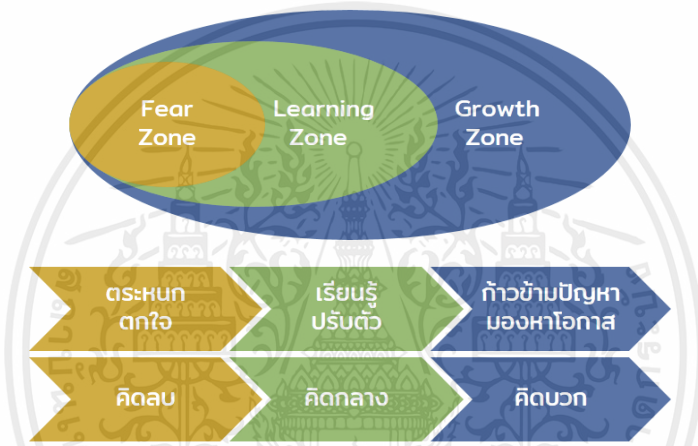 Fear
Zone
Learning
Zone
Growth
Zone
ตระหนก
ตกใจ
เรียนรู้
ปรับตัว
ก้าวข้ามปัญหา
มองหาโอกาส
คิดลบ
คิดกลาง
คิดบวก